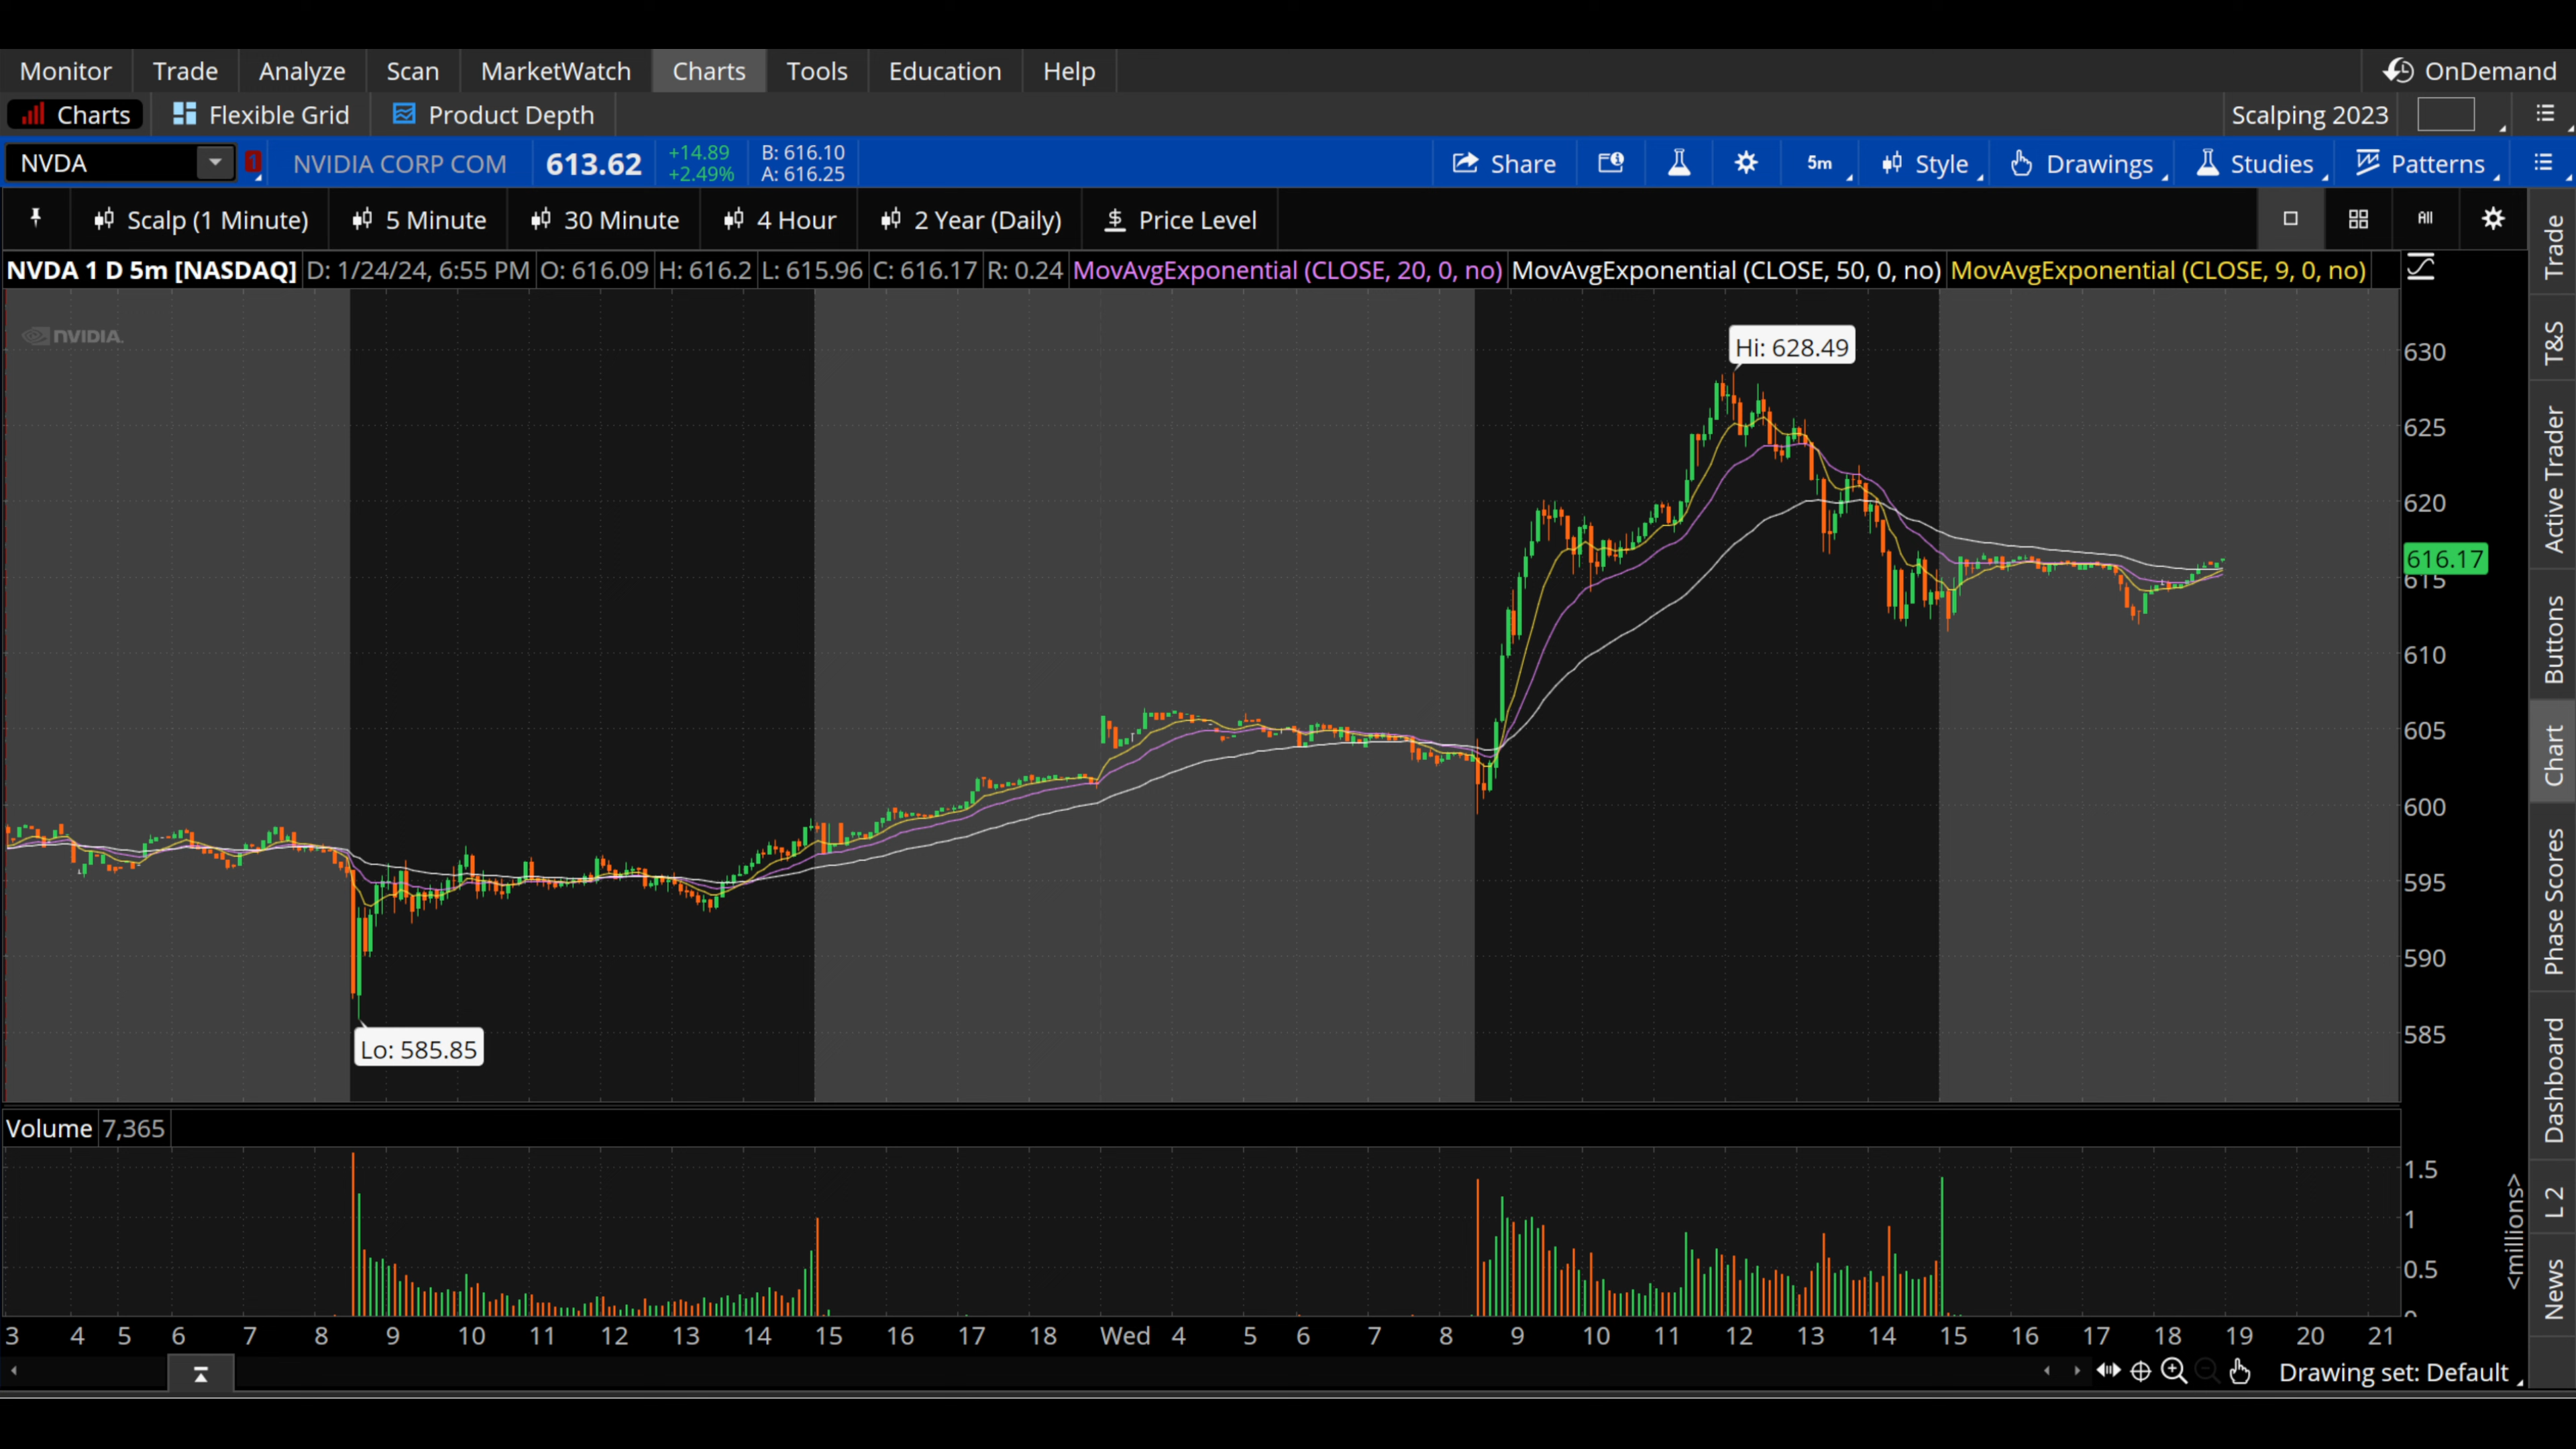 Monitor Trade Analyze Scan MarketWatch Charts Tools Education Help OnDemand
Charts Flexible Grid Product Depth Scalping 2023
NVDA 1 NVIDIA CORP COM 613.62 +14.89 B: 616.10 Share 5m Style Drawings Studies Patterns
+2.49% A: 616.25
Scalp (1 Minute) 5 Minute 30 Minute 4 Hour 2 Year (Daily) $ Price Level All
NVDA 1 D 5m [NASDAQ] D: 1/24/24, 6:55 PM O: 616.09 H: 616.2 L: 615.96 C: 616.17 R: 0.24 MovAvgExponential (CLOSE, 20, 0, no) MovAvgExponential (CLOSE, 50, 0, no) MovAvgExponential (CLOSE, 9, 0, no)
NVIDIA.
Hi: 628.49
630
625
620
616.17
615
610
605
600
595
590
585
Lo: 585.85
Volume 7,365
1.5
1
0.5
0
<millions>
3 4 5 6 7 8 9 10 11 12 13 14 15 16 17 18 Wed 4 5 6 7 8 9 10 11 12 13 14 15 16 17 18 19 20 21
Drawing set: Default
Trade
T&S
Active Trader
Buttons
Chart
Phase Scores
Dashboard
L 2
News